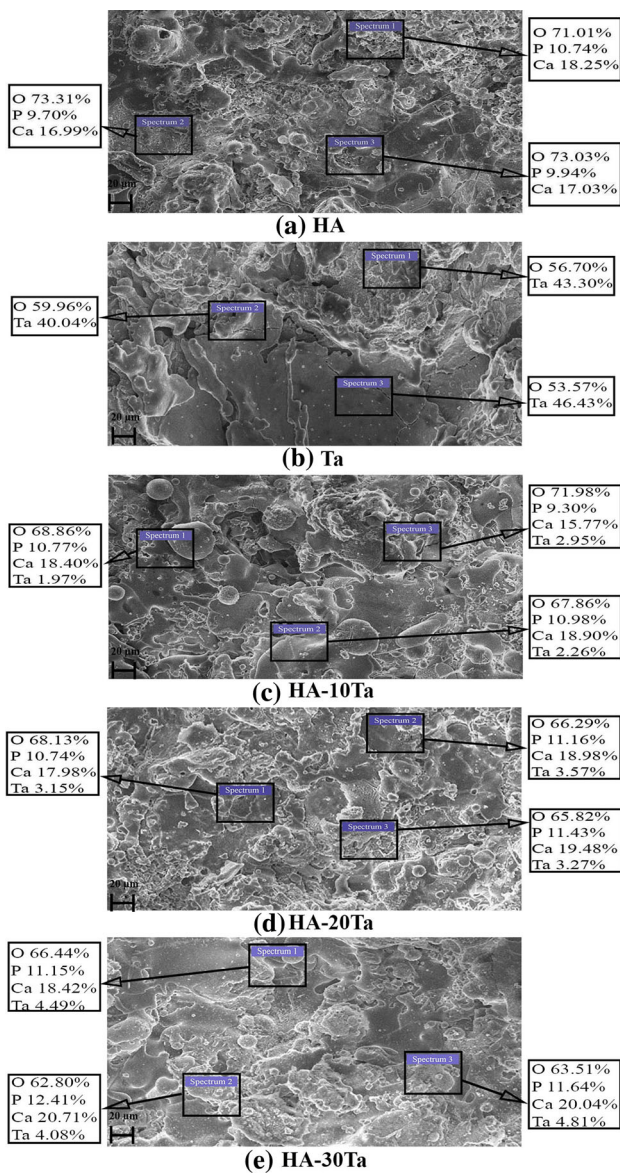 Spectrum 1
O 71.01%
P 10.74%
Ca 18.25%
O 73.31%
P 9.70%
Ca 16.99%
Spectrum 2
Spectrum 3
O 73.03%
P 9.94%
Ca 17.03%
20 μm
(a) HA
Spectrum 1
O 56.70%
Ta 43.30%
O 59.96%
Ta 40.04%
Spectrum 2
Spectrum 3
O 53.57%
Ta 46.43%
20 μm
(b) Ta
O 68.86%
P 10.77%
Ca 18.40%
Ta 1.97%
Spectrum 1
Spectrum 3
O 71.98%
P 9.30%
Ca 15.77%
Ta 2.95%
Spectrum 2
O 67.86%
P 10.98%
Ca 18.90%
Ta 2.26%
20 μm
(c) HA-10Ta
Spectrum 2
O 66.29%
P 11.16%
Ca 18.98%
Ta 3.57%
O 68.13%
P 10.74%
Ca 17.98%
Ta 3.15%
Spectrum 1
Spectrum 3
O 65.82%
P 11.43%
Ca 19.48%
Ta 3.27%
20 μm
(d) HA-20Ta
O 66.44%
P 11.15%
Ca 18.42%
Ta 4.49%
Spectrum 1
O 62.80%
P 12.41%
Ca 20.71%
Ta 4.08%
Spectrum 2
Spectrum 3
O 63.51%
P 11.64%
Ca 20.04%
Ta 4.81%
20 μm
(e) HA-30Ta